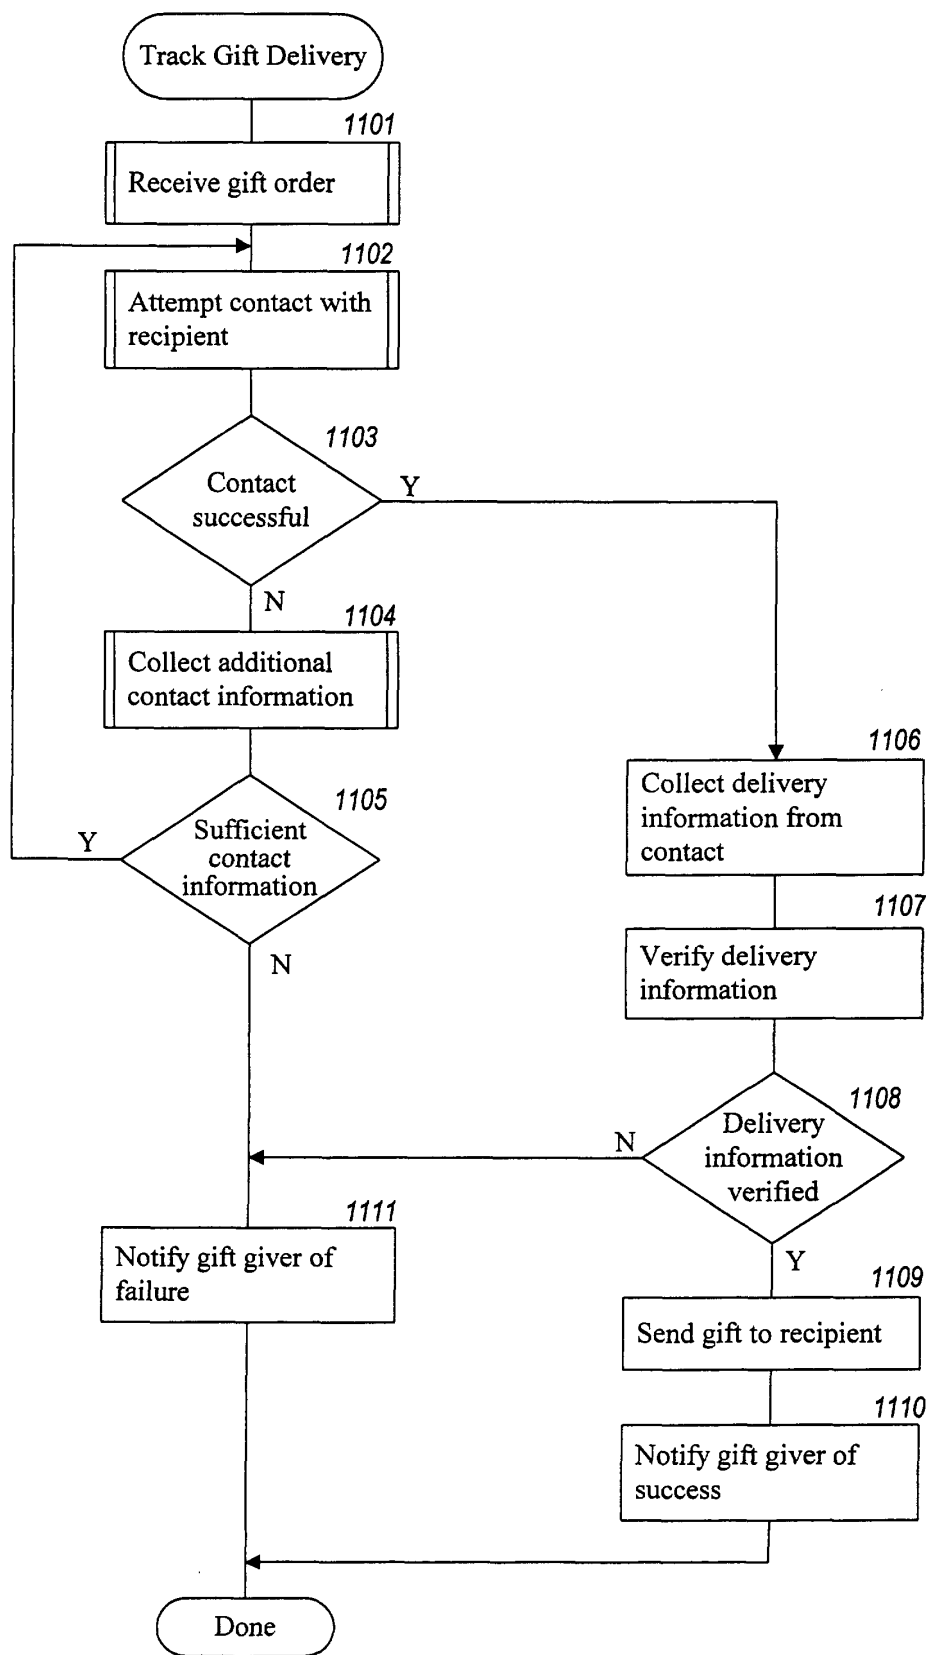 Track Gift Delivery
1101
Receive gift order
1102
Attempt contact with
recipient
1103
Contact
successful
Y
N
1104
Collect additional
contact information
1105
Sufficient
contact
information
Y
N
1106
Collect delivery
information from
contact
1107
Verify delivery
information
1108
Delivery
information
verified
N
Y
1109
Send gift to recipient
1110
Notify gift giver of
success
1111
Notify gift giver of
failure
Done